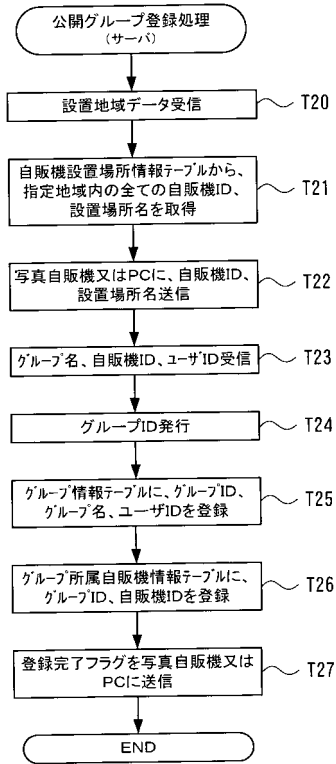 公開グループ登録処理
(サーバ)
設置地域データ受信
T20
自販機設置場所情報テーブルから、
指定地域内の全ての自販機ID、
設置場所名を取得
T21
写真自販機又はPCに、自販機ID、
設置場所名送信
T22
グループ名、自販機ID、ユーザID受信
T23
グループID発行
T24
グループ情報テーブルに、グループID、
グループ名、ユーザIDを登録
T25
グループ所属自販機情報テーブルに、
グループID、自販機IDを登録
T26
登録完了フラグを写真自販機又は
PCに送信
T27
END